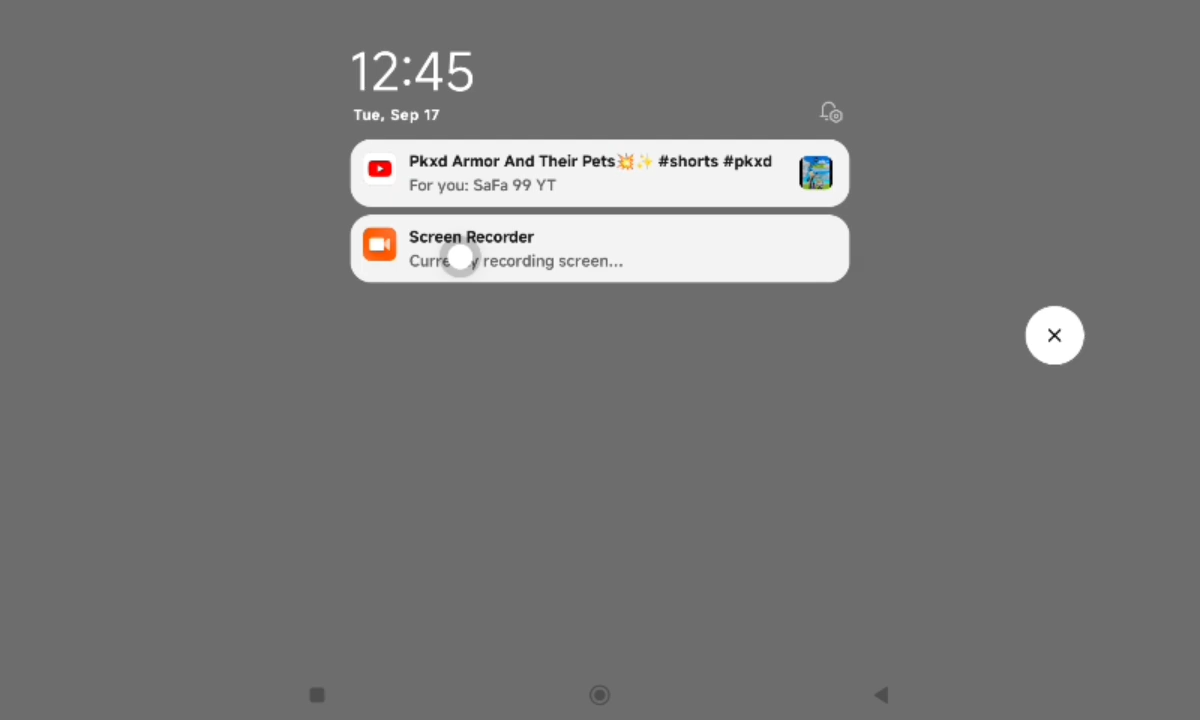 12:45
Tue, Sep 17
Pkxd Armor And Their Pets💥✨ #shorts #pkxd
For you: SaFa 99 YT
Screen Recorder
recording screen...